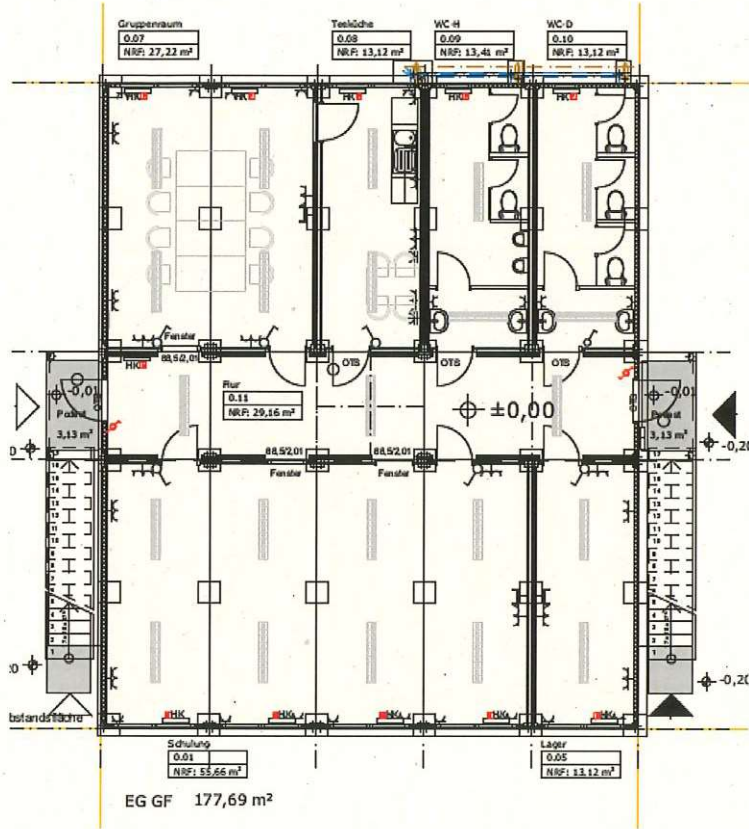 Gruppenraum
0.07
NRF: 27,22 m²
Teeküche
0.08
NRF: 13,12 m²
WC-H
0.09
NRF: 13,41 m²
WC-D
0.10
NRF: 13,12 m²
HK
HK
HK
HK
HK
Fenster
88,5/2,01
HK
OTS
OTS
OTS
Flur
0.11
NRF: 29,16 m²
±0,00
-0,01
Podest
3,13 m²
-0,01
Podest
3,13 m²
-0,20
88,5/2,01
Fenster
88,5/2,01
Fenster
-0,20
HK
HK
HK
HK
HK
bstandsfläche
Schulung
0.01
NRF: 55,66 m²
Lager
0.05
NRF: 13,12 m²
EG GF 177,69 m²